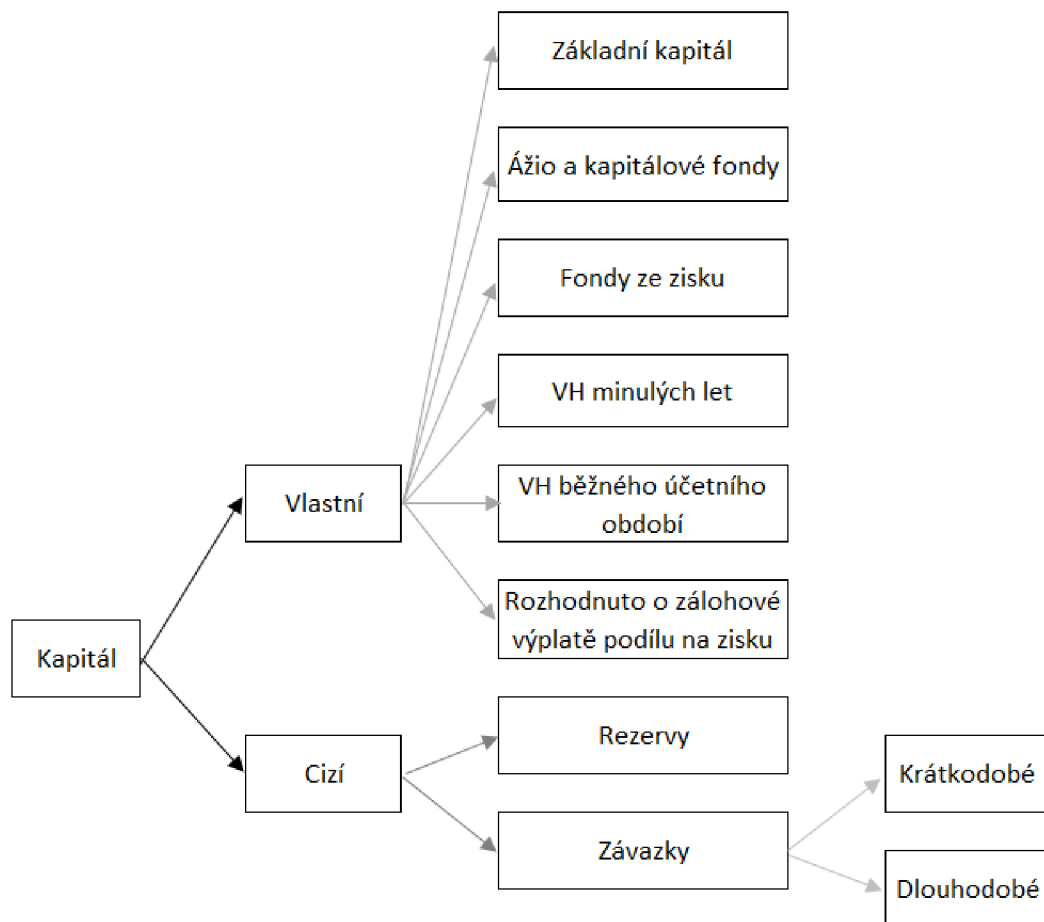 Základní kapitál
Ážio a kapitálové fondy
Fondy ze zisku
VH minulých let
Vlastní
VH běžného účetního
období
Rozhodnuto o zálohové
výplatě podílu na zisku
Kapitál
Rezervy
Cizí
Krátkodobé
Závazky
Dlouhodobé